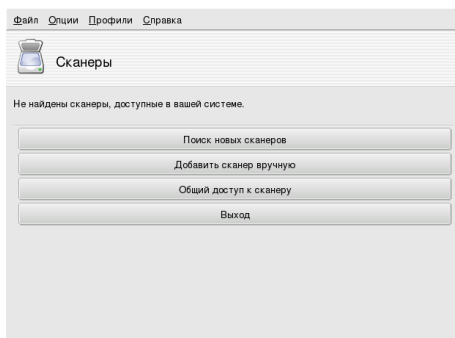 Файл Опции Профили Справка
Сканеры
Не найдены сканеры, доступные в вашей системе.
Поиск новых сканеров
Добавить сканер вручную
Общий доступ к сканеру
Выход